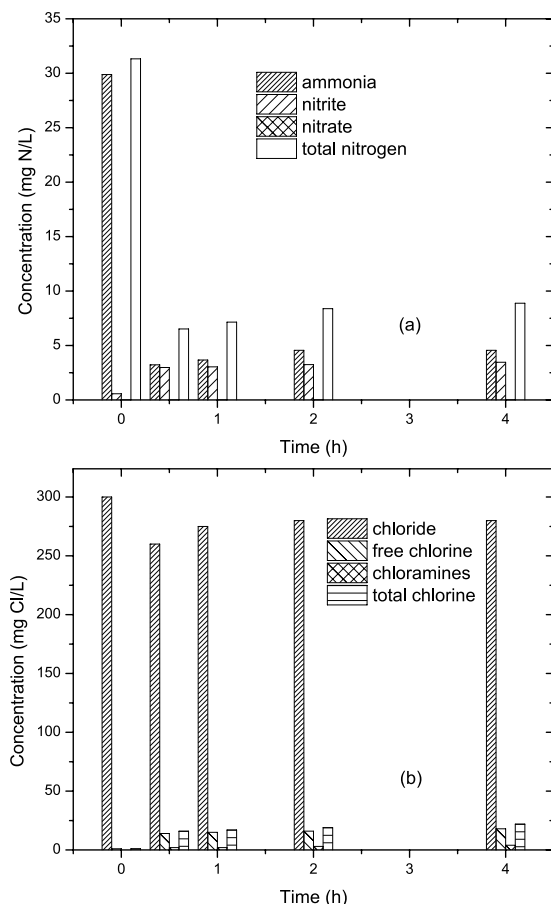 35
30
25
20
15
10
5
0
Concentration (mg N/L)
ammonia
nitrite
nitrate
total nitrogen
(a)
0 1 2 3 4
Time (h)
300
250
200
150
100
50
0
Concentration (mg Cl/L)
chloride
free chlorine
chloramines
total chlorine
(b)
0 1 2 3 4
Time (h)